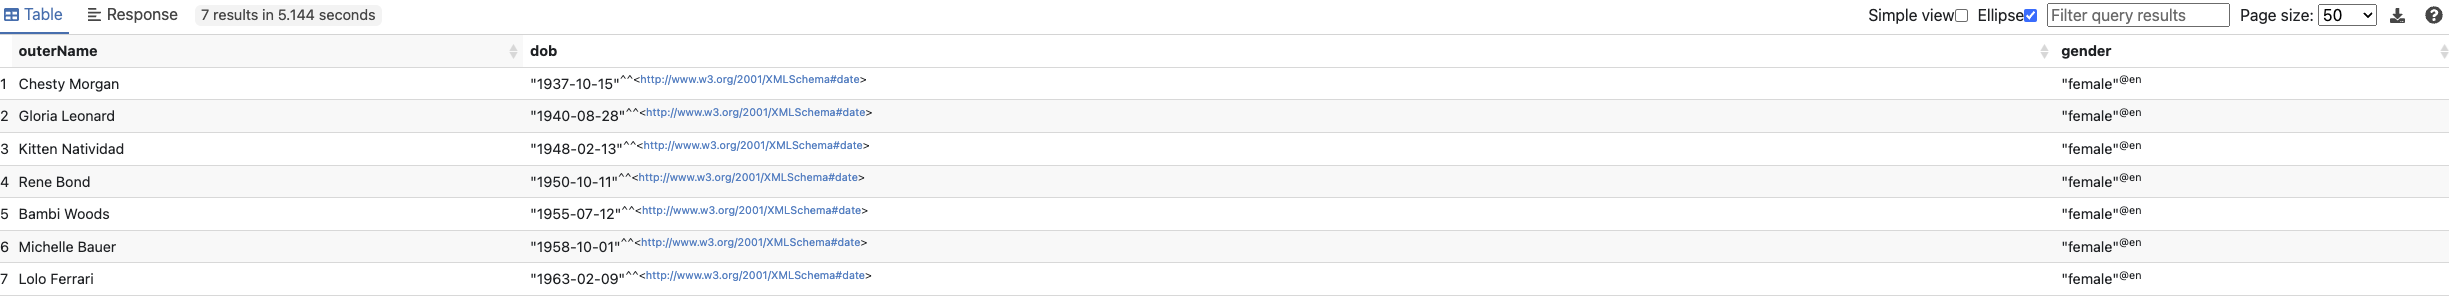 Table Response 7 results in 5.144 seconds Simple view Ellipse Filter query results Page size: 50
outerName dob gender
1 Chesty Morgan "1937-10-15"^^<http://www.w3.org/2001/XMLSchema#date> "female"@en
2 Gloria Leonard "1940-08-28"^^<http://www.w3.org/2001/XMLSchema#date> "female"@en
3 Kitten Natividad "1948-02-13"^^<http://www.w3.org/2001/XMLSchema#date> "female"@en
4 Rene Bond "1950-10-11"^^<http://www.w3.org/2001/XMLSchema#date> "female"@en
5 Bambi Woods "1955-07-12"^^<http://www.w3.org/2001/XMLSchema#date> "female"@en
6 Michelle Bauer "1958-10-01"^^<http://www.w3.org/2001/XMLSchema#date> "female"@en
7 Lolo Ferrari "1963-02-09"^^<http://www.w3.org/2001/XMLSchema#date> "female"@en